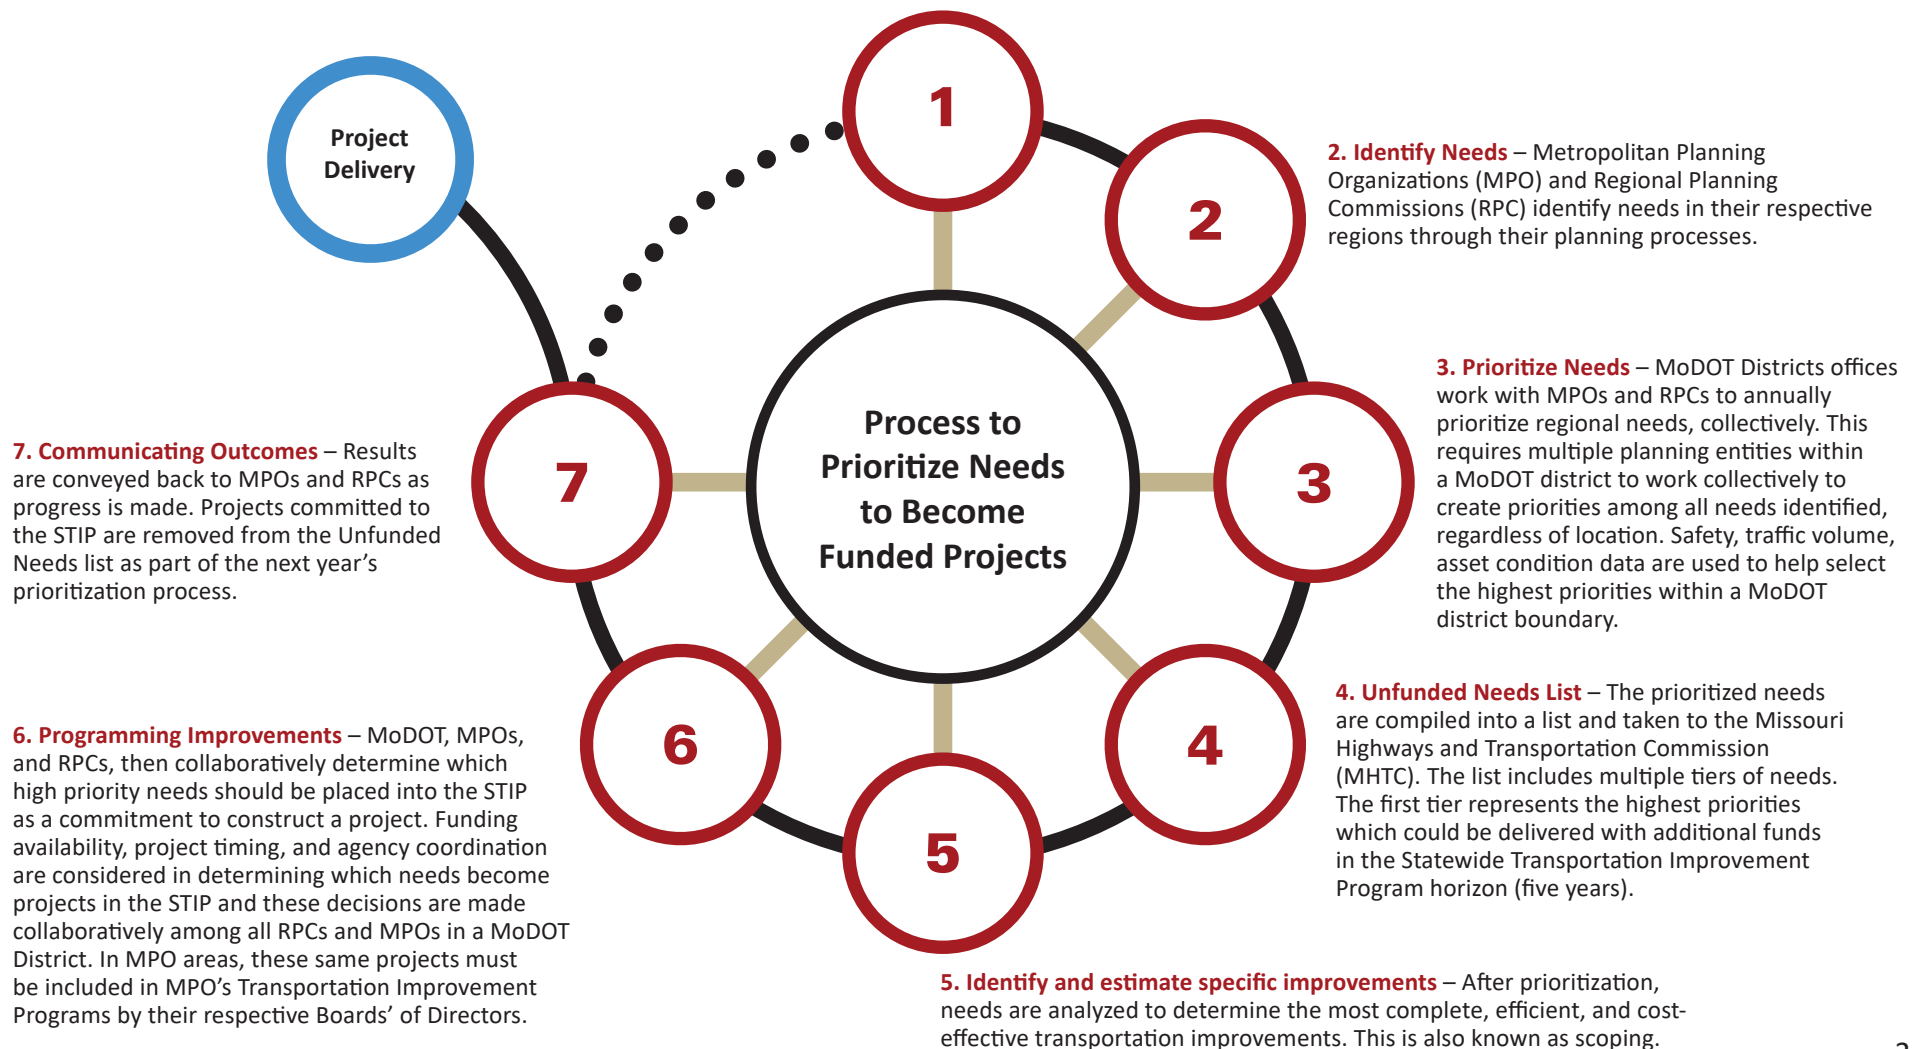 Project
Delivery
1
2
3
4
5
6
7
Process to
Prioritize Needs
to Become
Funded Projects
2. Identify Needs – Metropolitan Planning
Organizations (MPO) and Regional Planning
Commissions (RPC) identify needs in their respective
regions through their planning processes.
3. Prioritize Needs – MoDOT Districts offices
work with MPOs and RPCs to annually
prioritize regional needs, collectively. This
requires multiple planning entities within
a MoDOT district to work collectively to
create priorities among all needs identified,
regardless of location. Safety, traffic volume,
asset condition data are used to help select
the highest priorities within a MoDOT
district boundary.
4. Unfunded Needs List – The prioritized needs
are compiled into a list and taken to the Missouri
Highways and Transportation Commission
(MHTC). The list includes multiple tiers of needs.
The first tier represents the highest priorities
which could be delivered with additional funds
in the Statewide Transportation Improvement
Program horizon (five years).
5. Identify and estimate specific improvements – After prioritization,
needs are analyzed to determine the most complete, efficient, and cost-
effective transportation improvements. This is also known as scoping.
6. Programming Improvements – MoDOT, MPOs,
and RPCs, then collaboratively determine which
high priority needs should be placed into the STIP
as a commitment to construct a project. Funding
availability, project timing, and agency coordination
are considered in determining which needs become
projects in the STIP and these decisions are made
collaboratively among all RPCs and MPOs in a MoDOT
District. In MPO areas, these same projects must
be included in MPO’s Transportation Improvement
Programs by their respective Boards’ of Directors.
7. Communicating Outcomes – Results
are conveyed back to MPOs and RPCs as
progress is made. Projects committed to
the STIP are removed from the Unfunded
Needs list as part of the next year’s
prioritization process.